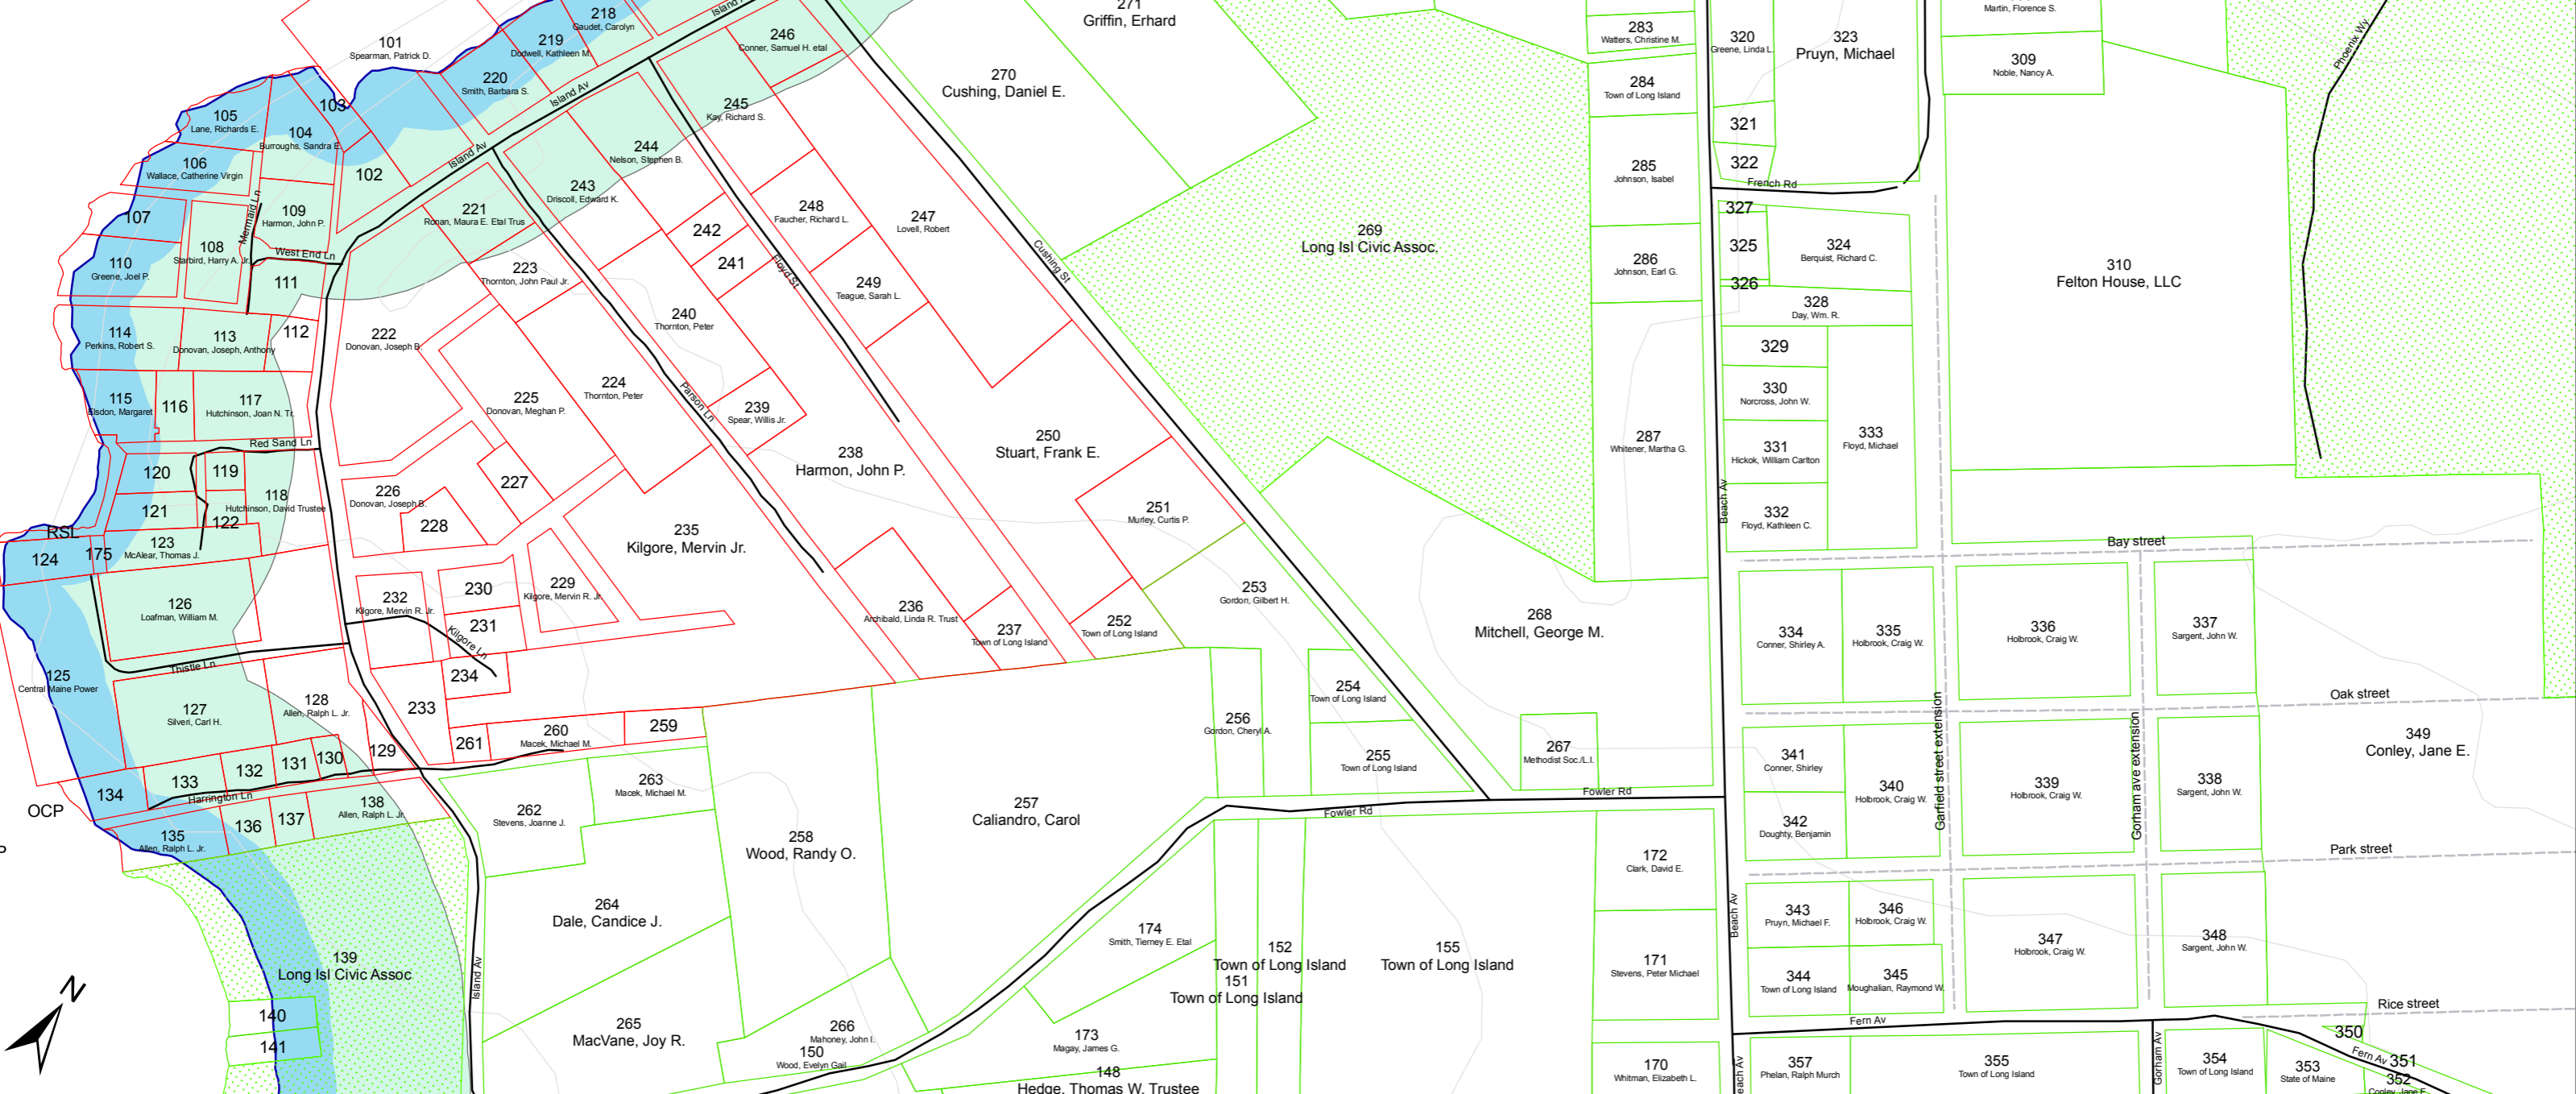 101
Spearman, Patrick D.
218
Gaudet, Carolyn
219
Dodwell, Kathleen M.
220
Smith, Barbara S.
Island Av
103
105
Lane, Richards E.
104
Burroughs, Sandra E.
106
Wallace, Catherine Virgin
102
107
Mermaid Ln
109
Harmon, John P.
108
Starbird, Harry A. Jr.
West End Ln
110
Greene, Joel P.
111
112
114
Perkins, Robert S.
113
Donovan, Joseph, Anthony
115
Elsdon, Margaret
116
117
Hutchinson, Joan N. Tr.
Red Sand Ln
120
119
118
Hutchinson, David Trustee
121
122
RSL
123
McAlear, Thomas J.
124
175
126
Loafman, William M.
Thistle Ln
125
Central Maine Power
127
Silveri, Carl H.
128
Allen, Ralph L. Jr.
129
130
131
132
133
134
Harrington Ln
OCP
P
135
Allen, Ralph L. Jr.
136
137
138
Allen, Ralph L. Jr.
139
Long Isl Civic Assoc
140
141
N
Island Av
Island Av
Island Av
246
Conner, Samuel H. etal
245
Kay, Richard S.
244
Nelson, Stephen B.
243
Driscoll, Edward K.
221
Ronan, Maura E. Etal Trus
242
241
248
Faucher, Richard L.
247
Lovell, Robert
249
Teague, Sarah L.
Floyd St
223
Thornton, John Paul Jr.
222
Donovan, Joseph B.
240
Thornton, Peter
224
Thornton, Peter
225
Donovan, Meghan P.
Parson Ln
239
Spear, Willis Jr.
238
Harmon, John P.
250
Stuart, Frank E.
226
Donovan, Joseph B.
227
228
251
Murley, Curtis P.
235
Kilgore, Mervin Jr.
229
Kilgore, Mervin R. Jr.
230
231
232
Kilgore, Mervin R. Jr.
Kilgore Ln
233
234
236
Archibald, Linda R. Trust
237
Town of Long Island
252
Town of Long Island
253
Gordon, Gilbert H.
254
Town of Long Island
255
Town of Long Island
256
Gordon, Cheryl A.
257
Caliandro, Carol
258
Wood, Randy O.
259
260
Macek, Michael M.
261
262
Stevens, Joanne J.
263
Macek, Michael M.
264
Dale, Candice J.
265
MacVane, Joy R.
266
Mahoney, John I.
150
Wood, Evelyn Gail
Cushing St
271
Griffin, Erhard
270
Cushing, Daniel E.
269
Long Isl Civic Assoc.
268
Mitchell, George M.
267
Methodist Soc./L.I.
Fowler Rd
Fowler Rd
174
Smith, Tierney E. Etal
173
Magay, James G.
148
Hedge, Thomas W. Trustee
152
Town of Long Island
151
Town of Long Island
155
Town of Long Island
172
Clark, David E.
171
Stevens, Peter Michael
170
Whitman, Elizabeth L.
283
Watters, Christine M.
284
Town of Long Island
285
Johnson, Isabel
286
Johnson, Earl G.
287
Whitener, Martha G.
Beach Av
Beach Av
each Av
320
Greene, Linda L.
321
322
323
Pruyn, Michael
French Rd
327
325
326
324
Berquist, Richard C.
328
Day, Wm. R.
329
330
Norcross, John W.
331
Hickok, William Carlton
332
Floyd, Kathleen C.
333
Floyd, Michael
Martin, Florence S.
309
Noble, Nancy A.
310
Felton House, LLC
Phoenix Wy
Bay street
334
Conner, Shirley A.
335
Holbrook, Craig W.
336
Holbrook, Craig W.
337
Sargent, John W.
Oak street
Garfield street extension
Gorham ave extension
341
Conner, Shirley
342
Doughty, Benjamin
340
Holbrook, Craig W.
339
Holbrook, Craig W.
338
Sargent, John W.
349
Conley, Jane E.
Park street
343
Pruyn, Michael F.
346
Holbrook, Craig W.
344
Town of Long Island
345
Moughalian, Raymond W.
347
Holbrook, Craig W.
348
Sargent, John W.
Rice street
Fern Av
357
Phelan, Ralph Murch
355
Town of Long Island
Gorham Av
354
Town of Long Island
353
State of Maine
350
Fern Av
351
352
Conley, Jane E.